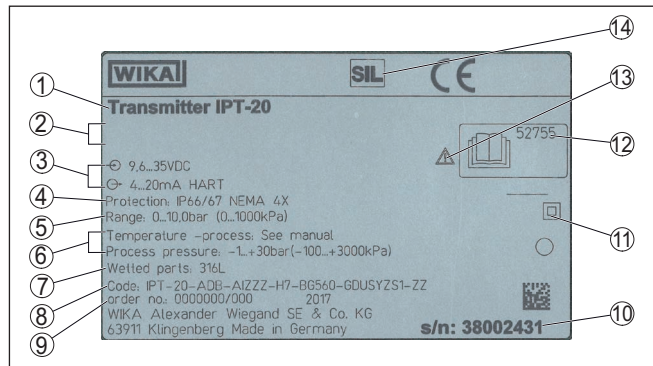 WIKA SIL CE 14
1 Transmitter IPT-20 13
2
52755 12
3 9,6...35VDC
4...20mA HART
4 Protection: IP66/67 NEMA 4X
5 Range: 0...10,0bar (0...1000kPa)
11
6 Temperature -process: See manual
Process pressure: -1...+30bar(-100...+3000kPa)
7 Wetted parts: 316L
8 Code: IPT-20-ADB-AIZZZ-H7-BG560-GDUSYZS1-ZZ
9 order no.: 0000000/000 2017
WIKA Alexander Wiegand SE & Co. KG
63911 Klingenberg Made in Germany s/n: 38002431 10